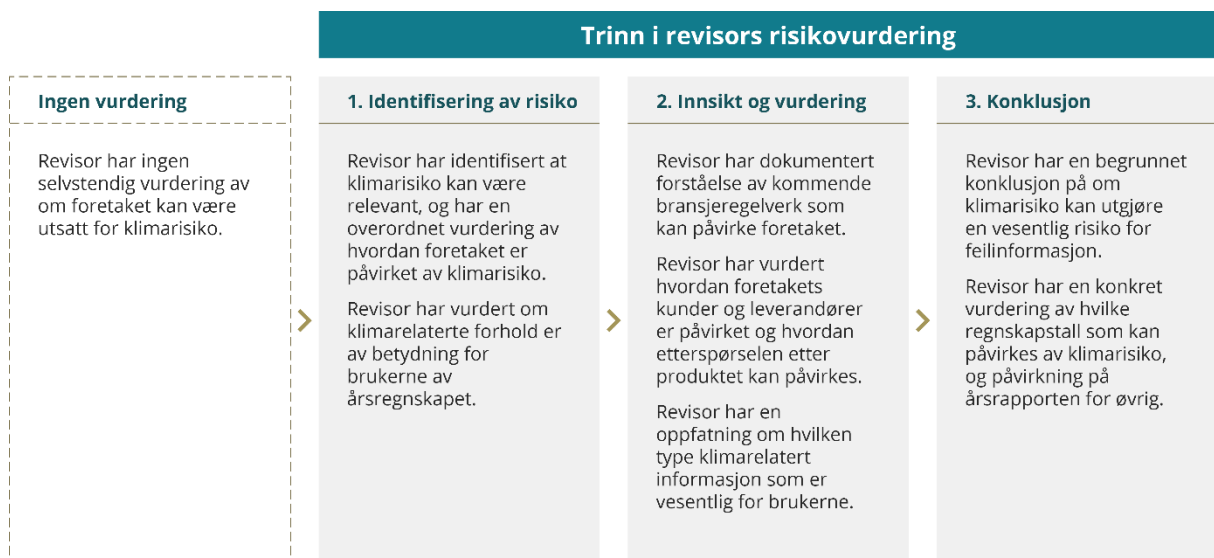 Trinn i revisors risikovurdering
Ingen vurdering
Revisor har ingen
selvstendig vurdering av
om foretaket kan være
utsatt for klimarisiko.
1. Identifisering av risiko
Revisor har identifisert at
klimarisiko kan være
relevant, og har en
overordnet vurdering av
hvordan foretaket er
påvirket av klimarisiko.
Revisor har vurdert om
klimarelaterte forhold er
av betydning for
brukerne av
årsregnskapet.
2. Innsikt og vurdering
Revisor har dokumentert
forståelse av kommende
bransjeregelverk som
kan påvirke foretaket.
Revisor har vurdert
hvordan foretakets
kunder og leverandører
er påvirket og hvordan
etterspørselen etter
produktet kan påvirkes.
Revisor har en
oppfatning om hvilken
type klimarelatert
informasjon som er
vesentlig for brukerne.
3. Konklusjon
Revisor har en begrunnet
konklusjon på om
klimarisiko kan utgjøre
en vesentlig risiko for
feilinformasjon.
Revisor har en konkret
vurdering av hvilke
regnskapstall som kan
påvirkes av klimarisiko,
og påvirkning på
årsrapporten for øvrig.